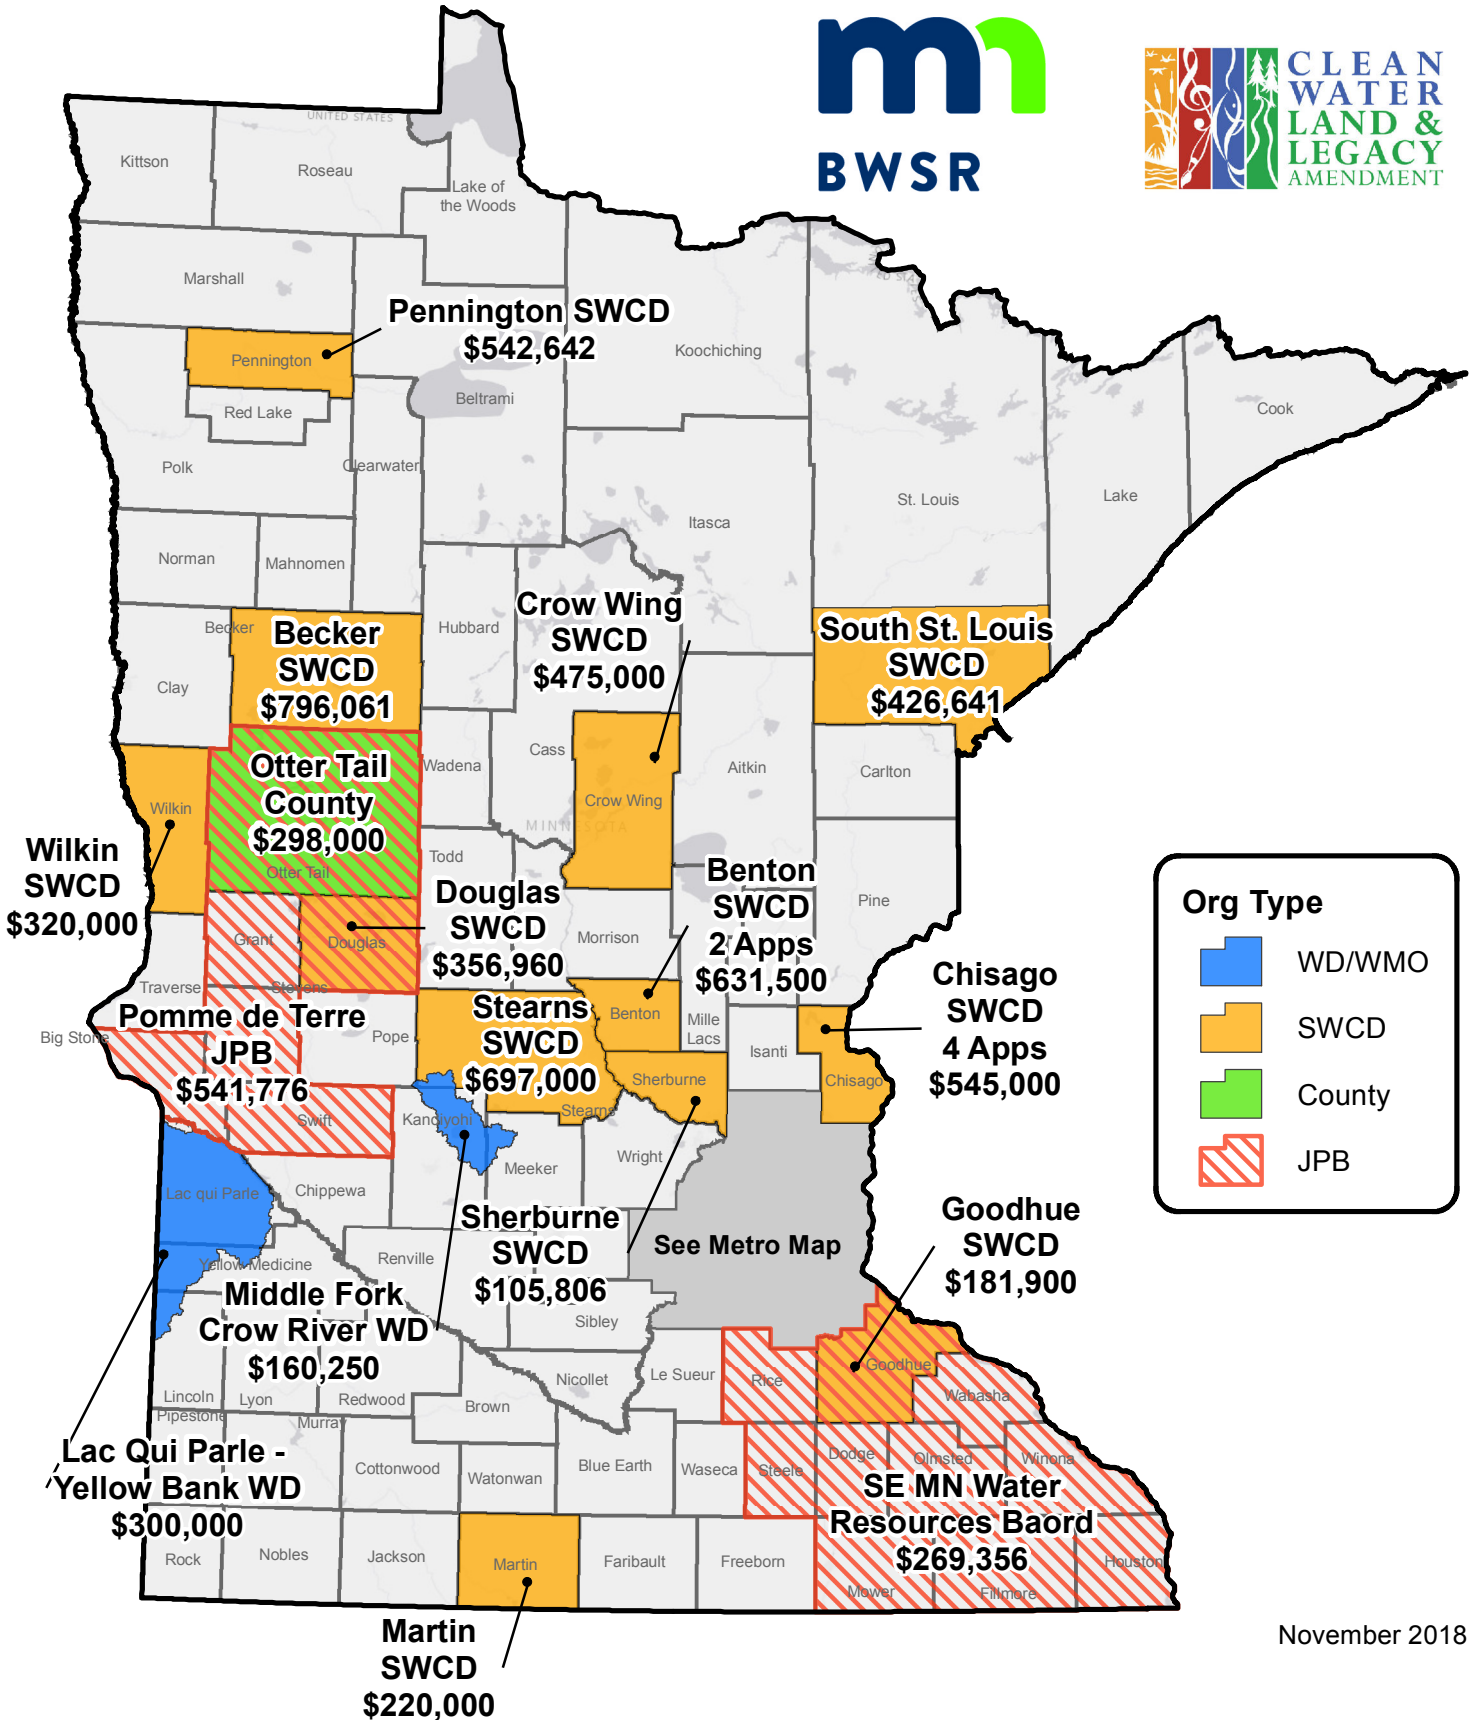 mn
BWSR
CLEAN
WATER
LAND &
LEGACY
AMENDMENT
UNITED STATES
Kittson
Roseau
Lake of
the Woods
Marshall
Pennington SWCD
$542,642
Pennington
Koochiching
Red Lake
Beltrami
Cook
Polk
Clearwater
St. Louis
Lake
Itasca
Norman
Mahnomen
Crow Wing
SWCD
$475,000
Becker
Becker
SWCD
$796,061
Hubbard
South St. Louis
SWCD
$426,641
Clay
Otter Tail
County
$298,000
Otter Tail
Wadena
Cass
Aitkin
Carlton
Crow Wing
MINNESOTA
Wilkin
Wilkin
SWCD
$320,000
Todd
Douglas
SWCD
$356,960
Benton
SWCD
2 Apps
$631,500
Pine
Org Type
WD/WMO
SWCD
County
JPB
Grant
Douglas
Morrison
Traverse
Stevens
Chisago
SWCD
4 Apps
$545,000
Big Stone
Pomme de Terre
JPB
$541,776
Pope
Stearns
SWCD
$697,000
Benton
Mille
Lacs
Isanti
Sherburne
Chisago
Stearns
Swift
Kandiyohi
Meeker
Wright
Lac qui Parle
Chippewa
Sherburne
SWCD
$105,806
See Metro Map
Goodhue
SWCD
$181,900
Yellow Medicine
Renville
Middle Fork
Crow River WD
$160,250
Sibley
Lincoln
Lyon
Redwood
Brown
Nicollet
Le Sueur
Rice
Goodhue
Wabasha
Pipestone
Murray
Lac Qui Parle -
Yellow Bank WD
$300,000
Cottonwood
Watonwan
Blue Earth
Waseca
Steele
Dodge
Olmsted
Winona
SE MN Water
Resources Baord
$269,356
Rock
Nobles
Jackson
Martin
Faribault
Freeborn
Mower
Fillmore
Houston
Martin
SWCD
$220,000
November 2018